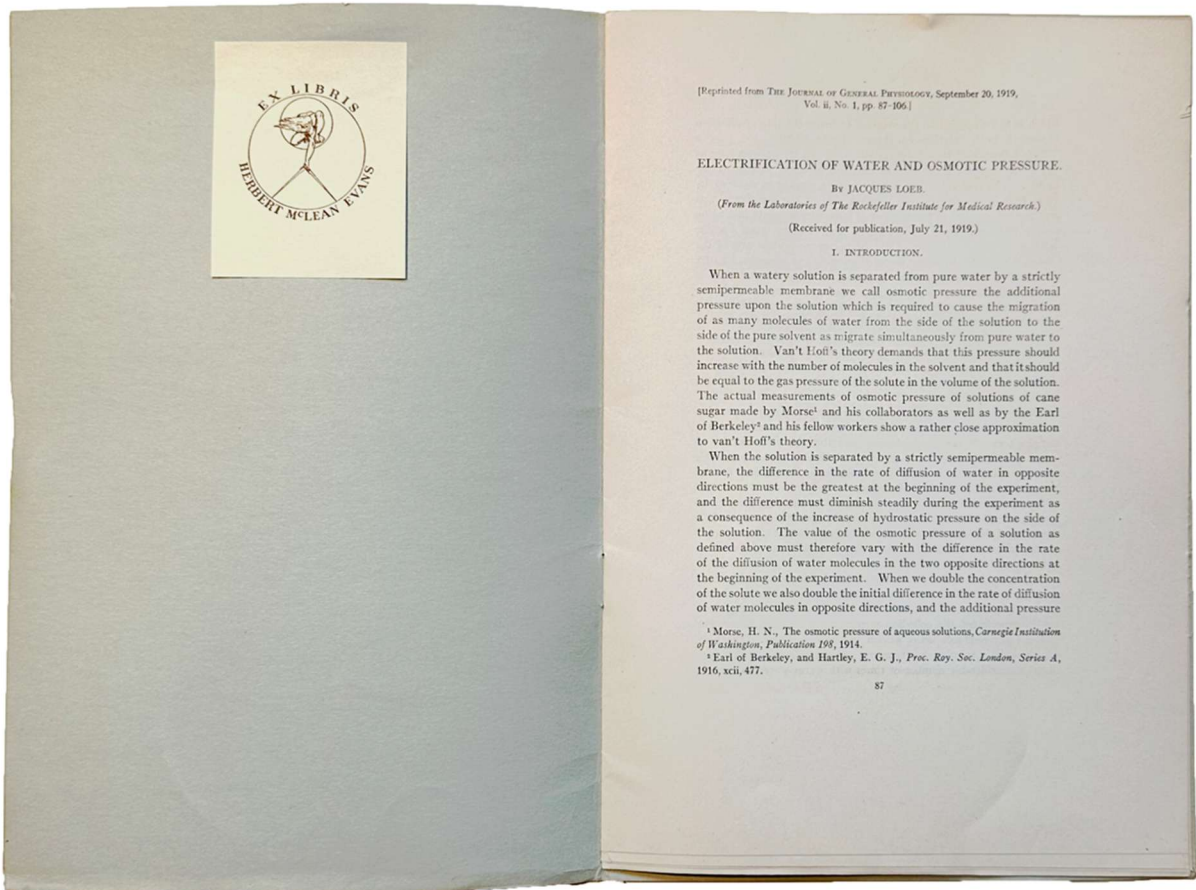 EX LIBRIS
HERBERT McLEAN EVANS
[Reprinted from THE JOURNAL OF GENERAL PHYSIOLOGY, September 20, 1919,
Vol. ii, No. 1, pp. 87-106.]
ELECTRIFICATION OF WATER AND OSMOTIC PRESSURE.
By JACQUES LOEB.
(From the Laboratories of The Rockefeller Institute for Medical Research.)
(Received for publication, July 21, 1919.)
I. INTRODUCTION.
When a watery solution is separated from pure water by a strictly
semipermeable membrane we call osmotic pressure the additional
pressure upon the solution which is required to cause the migration
of as many molecules of water from the side of the solution to the
side of the pure solvent as migrate simultaneously from pure water to
the solution. Van't Hoff's theory demands that this pressure should
increase with the number of molecules in the solvent and that it should
be equal to the gas pressure of the solute in the volume of the solution.
The actual measurements of osmotic pressure of solutions of cane
sugar made by Morse¹ and his collaborators as well as by the Earl
of Berkeley² and his fellow workers show a rather close approximation
to van't Hoff's theory.
When the solution is separated by a strictly semipermeable mem-
brane, the difference in the rate of diffusion of water in opposite
directions must be the greatest at the beginning of the experiment,
and the difference must diminish steadily during the experiment as
a consequence of the increase of hydrostatic pressure on the side of
the solution. The value of the osmotic pressure of a solution as
defined above must therefore vary with the difference in the rate
of the diffusion of water molecules in the two opposite directions at
the beginning of the experiment. When we double the concentration
of the solute we also double the initial difference in the rate of diffusion
of water molecules in opposite directions, and the additional pressure
¹ Morse, H. N., The osmotic pressure of aqueous solutions, Carnegie Institution
of Washington, Publication 198, 1914.
² Earl of Berkeley, and Hartley, E. G. J., Proc. Roy. Soc. London, Series A,
1916, xcii, 477.
87